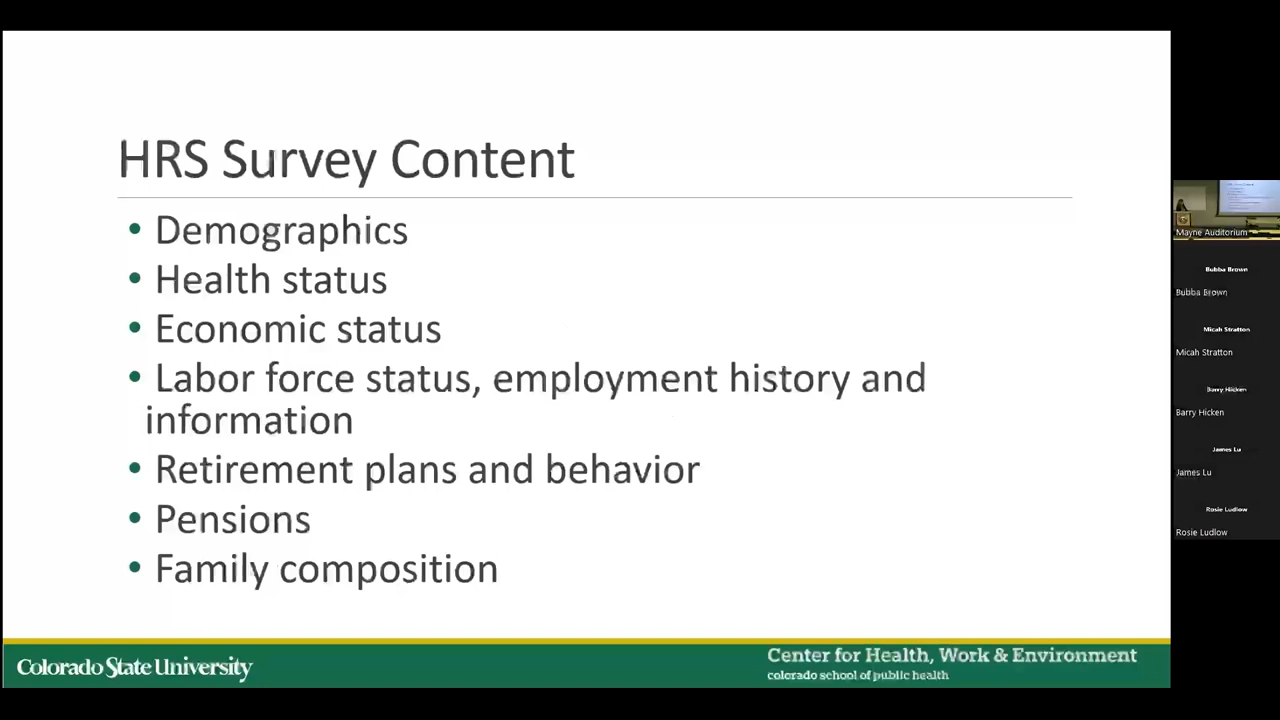 HRS Survey Content
• Demographics
• Health status
• Economic status
• Labor force status, employment history and
information
• Retirement plans and behavior
• Pensions
• Family composition
Colorado State University
Center for Health, Work & Environment
colorado school of public health
Mayne Auditorium
Bubba Brown
Bubba Brown
Micah Stratton
Micah Stratton
Barry Hicken
Barry Hicken
James Lu
James Lu
Rosie Ludlow
Rosie Ludlow